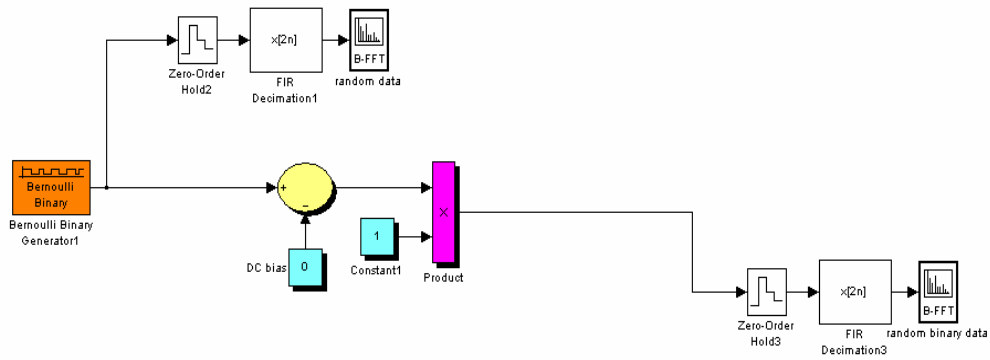 x[2n]
B-FFT
Zero-Order
Hold2
FIR
Decimation1
random data
Bernoulli
Binary
Bernoulli Binary
Generator1
+
−
DC bias
0
1
Constant1
X
Product
x[2n]
B-FFT
Zero-Order
Hold3
FIR
Decimation3
random binary data